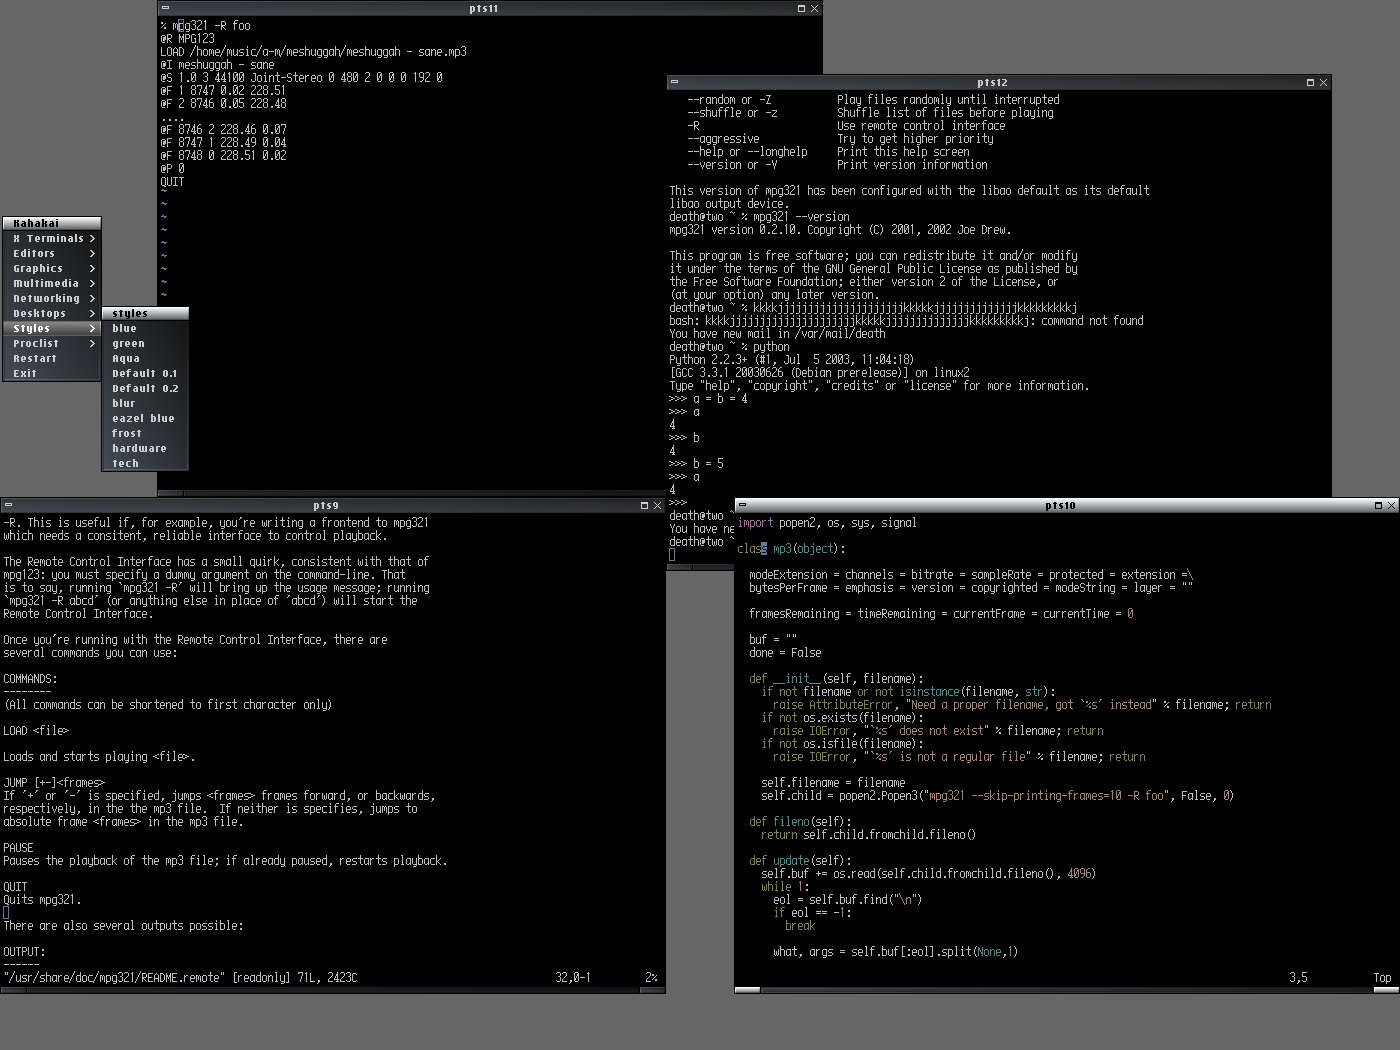 pts11
% mpg321 -R foo
@R MPG123
LOAD /home/music/a-m/meshuggah/meshuggah - sane.mp3
@I meshuggah - sane
@S 1.0 3 44100 Joint-Stereo 0 480 2 0 0 0 192 0
@F 1 8747 0.02 228.51
@F 2 8746 0.05 228.48
....
@F 8746 2 228.46 0.07
@F 8747 1 228.49 0.04
@F 8748 0 228.51 0.02
@P 0
QUIT
~
~
~
~
~
~
~
~
~
pts12
--random or -Z Play files randomly until interrupted
--shuffle or -z Shuffle list of files before playing
-R Use remote control interface
--aggressive Try to get higher priority
--help or --longhelp Print this help screen
--version or -V Print version information
This version of mpg321 has been configured with the libao default as its default
libao output device.
death@two ~ % mpg321 --version
mpg321 version 0.2.10. Copyright (C) 2001, 2002 Joe Drew.
This program is free software; you can redistribute it and/or modify
it under the terms of the GNU General Public License as published by
the Free Software Foundation; either version 2 of the License, or
(at your option) any later version.
death@two ~ %
bash: : command not found
You have new mail in /var/mail/death
death@two ~ % python
Python 2.2.3+ (#1, Jul 5 2003, 11:04:18)
[GCC 3.3.1 20030626 (Debian prerelease)] on linux2
Type "help", "copyright", "credits" or "license" for more information.
>>> a = b = 4
>>> a
4
>>> b
4
>>> b = 5
>>> a
4
>>>
death@two ~
You have ne
death@two ~
Kahakai
X Terminals >
Editors >
Graphics >
Multimedia >
Networking >
Desktops >
Styles >
Proclist >
Restart
Exit
styles
blue
green
Aqua
Default 0.1
Default 0.2
blur
eazel blue
frost
hardware
tech
pts9
-R. This is useful if, for example, you're writing a frontend to mpg321
which needs a consitent, reliable interface to control playback.
The Remote Control Interface has a small quirk, consistent with that of
mpg123: you must specify a dummy argument on the command-line. That
is to say, running `mpg321 -R' will bring up the usage message; running
`mpg321 -R abcd' (or anything else in place of 'abcd') will start the
Remote Control Interface.
Once you're running with the Remote Control Interface, there are
several commands you can use:
COMMANDS:
--------
(All commands can be shortened to first character only)
LOAD <file>
Loads and starts playing <file>.
JUMP [+-]<frames>
If '+' or '-' is specified, jumps <frames> frames forward, or backwards,
respectively, in the the mp3 file. If neither is specifies, jumps to
absolute frame <frames> in the mp3 file.
PAUSE
Pauses the playback of the mp3 file; if already paused, restarts playback.
QUIT
Quits mpg321.
There are also several outputs possible:
OUTPUT:
------
"/usr/share/doc/mpg321/README.remote" [readonly] 71L, 2423C 32,0-1 2%
pts10
import popen2, os, sys, signal
class mp3(object):
modeExtension = channels = bitrate = sampleRate = protected = extension =\
bytesPerFrame = emphasis = version = copyrighted = modeString = layer = ""
framesRemaining = timeRemaining = currentFrame = currentTime = 0
buf = ""
done = False
def __init__(self, filename):
if not filename or not isinstance(filename, str):
raise AttributeError, "Need a proper filename, got `%s' instead" % filename; return
if not os.exists(filename):
raise IOError, "`%s' does not exist" % filename; return
if not os.isfile(filename):
raise IOError, "`%s' is not a regular file" % filename; return
self.filename = filename
self.child = popen2.Popen3("mpg321 --skip-printing-frames=10 -R foo", False, 0)
def fileno(self):
return self.child.fromchild.fileno()
def update(self):
self.buf += os.read(self.child.fromchild.fileno(), 4096)
while 1:
eol = self.buf.find("\n")
if eol == -1:
break
what, args = self.buf[:eol].split(None,1)
3,5 Top